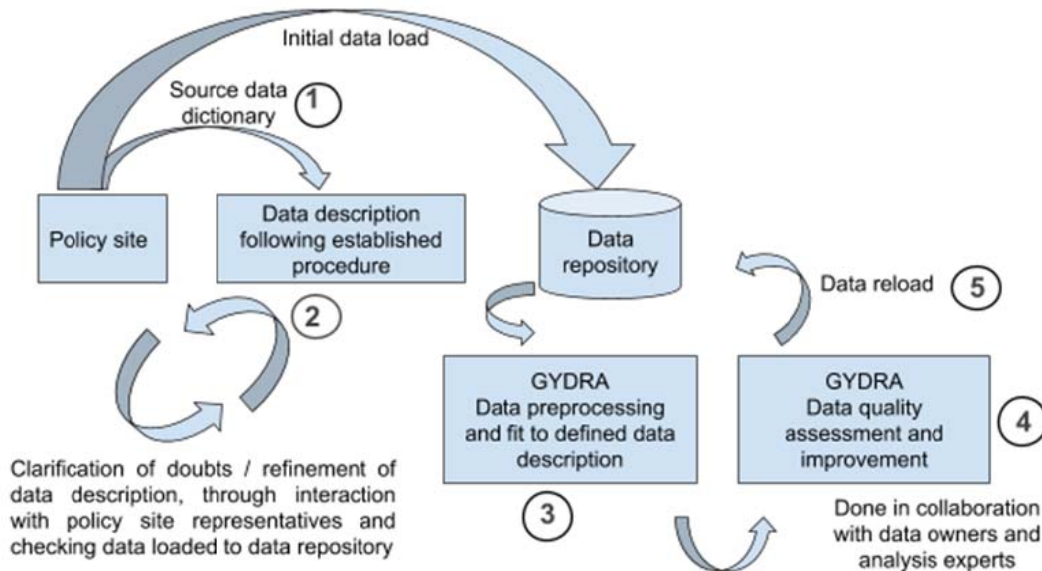 Initial data load
Source data
dictionary
1
Policy site
Data description
following established
procedure
Data
repository
2
Data reload
5
GYDRA
Data preprocessing
and fit to defined data
description
3
GYDRA
Data quality
assessment and
improvement
4
Clarification of doubts / refinement of
data description, through interaction
with policy site representatives and
checking data loaded to data repository
Done in collaboration
with data owners and
analysis experts